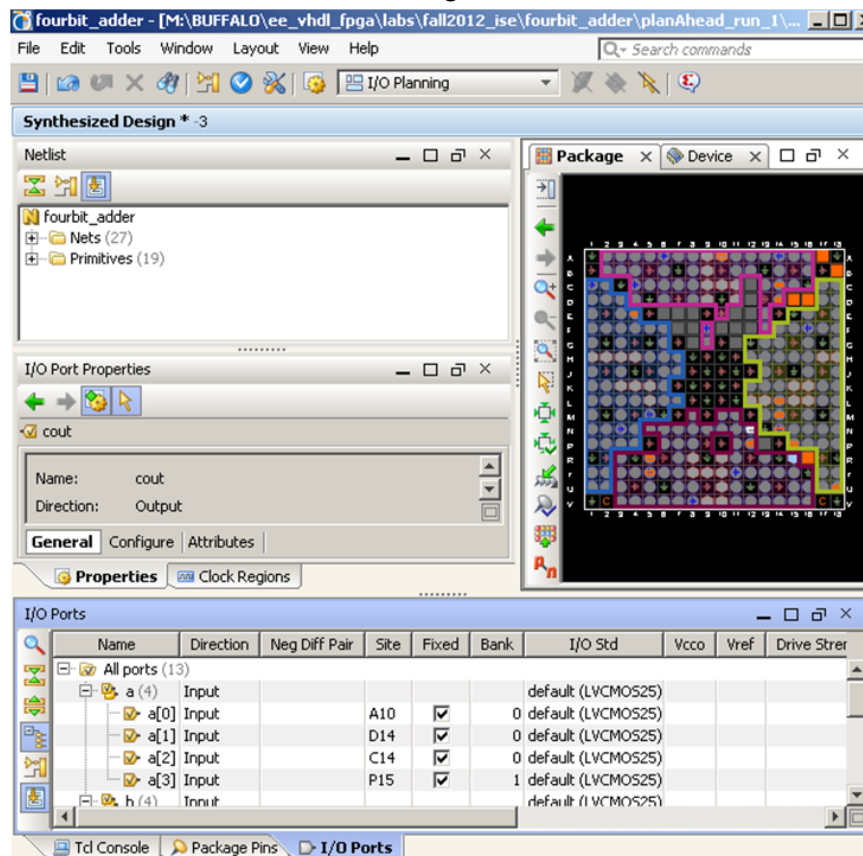 fourbit_adder - [M:\BUFFALO\ee_vhdl_fpga\labs\fall2012_ise\fourbit_adder\planAhead_run_1\...
File Edit Tools Window Layout View Help
Search commands
I/O Planning
Synthesized Design * -3
Netlist
Package
Device
fourbit_adder
Nets (27)
Primitives (19)
I/O Port Properties
cout
Name: cout
Direction: Output
General Configure Attributes
Properties Clock Regions
I/O Ports
Name Direction Neg Diff Pair Site Fixed Bank I/O Std Vcco Vref Drive Strer
All ports (13)
a (4) Input default (LVCMOS25)
a[0] Input A10 0 default (LVCMOS25)
a[1] Input D14 0 default (LVCMOS25)
a[2] Input C14 0 default (LVCMOS25)
a[3] Input P15 1 default (LVCMOS25)
b (4) Input default (LVCMOS25)
Tcl Console Package Pins I/O Ports